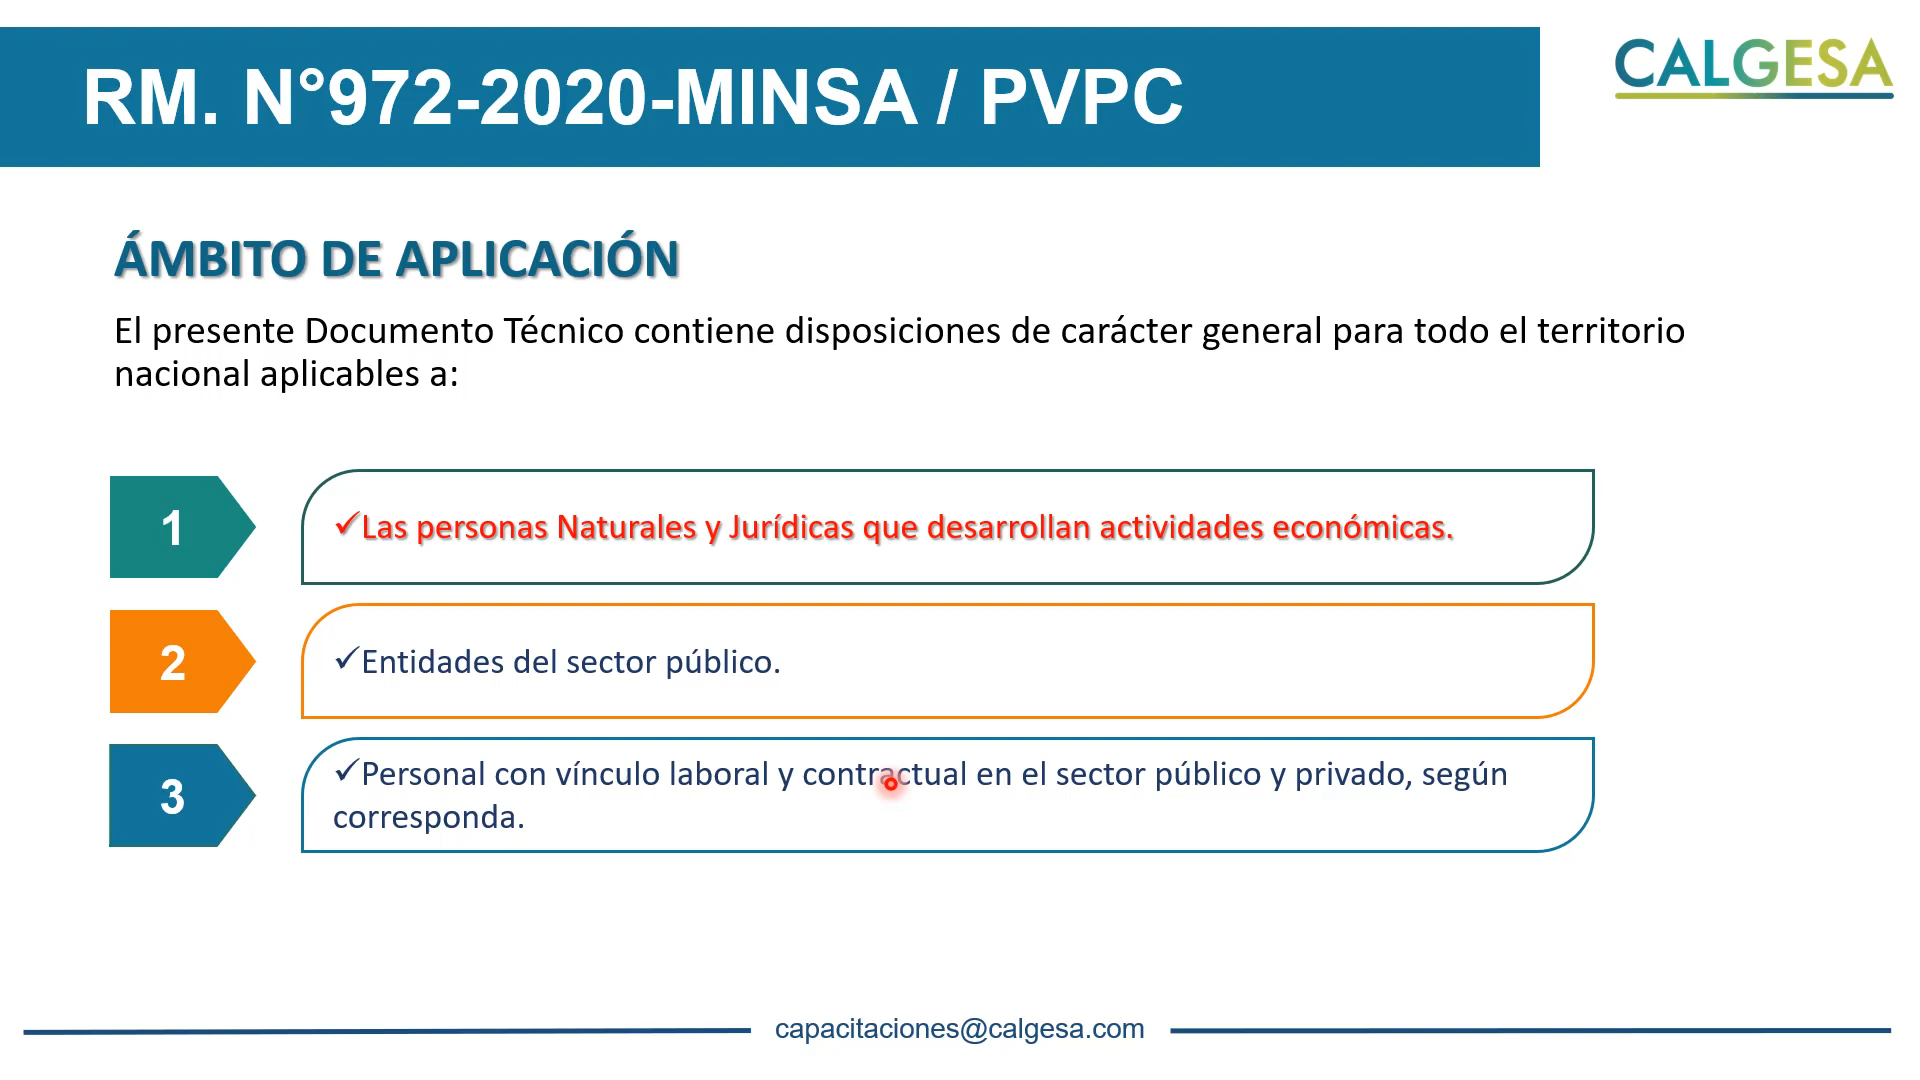 RM. N°972-2020-MINSA / PVPC
CALGESA
ÁMBITO DE APLICACIÓN
El presente Documento Técnico contiene disposiciones de carácter general para todo el territorio
nacional aplicables a:
1
✓Las personas Naturales y Jurídicas que desarrollan actividades económicas.
2
✓Entidades del sector público.
3
✓Personal con vínculo laboral y contractual en el sector público y privado, según
corresponda.
capacitaciones@calgesa.com